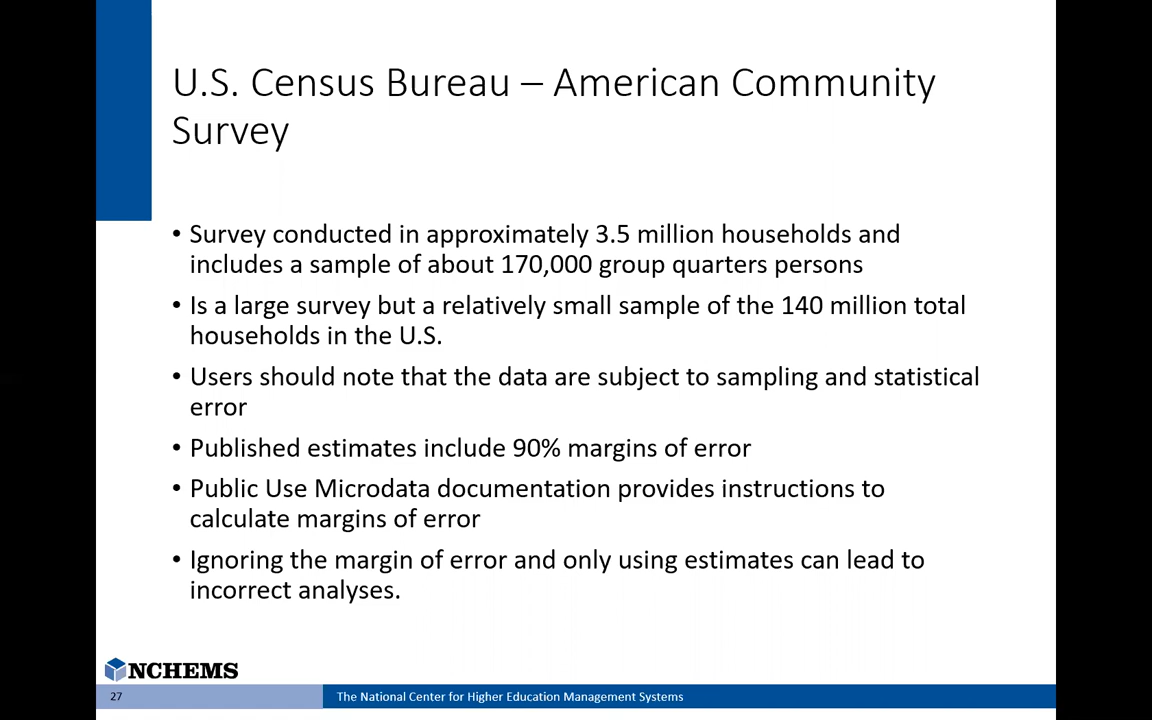 U.S. Census Bureau – American Community
Survey
• Survey conducted in approximately 3.5 million households and
includes a sample of about 170,000 group quarters persons
• Is a large survey but a relatively small sample of the 140 million total
households in the U.S.
• Users should note that the data are subject to sampling and statistical
error
• Published estimates include 90% margins of error
• Public Use Microdata documentation provides instructions to
calculate margins of error
• Ignoring the margin of error and only using estimates can lead to
incorrect analyses.
NCHEMS
27
The National Center for Higher Education Management Systems